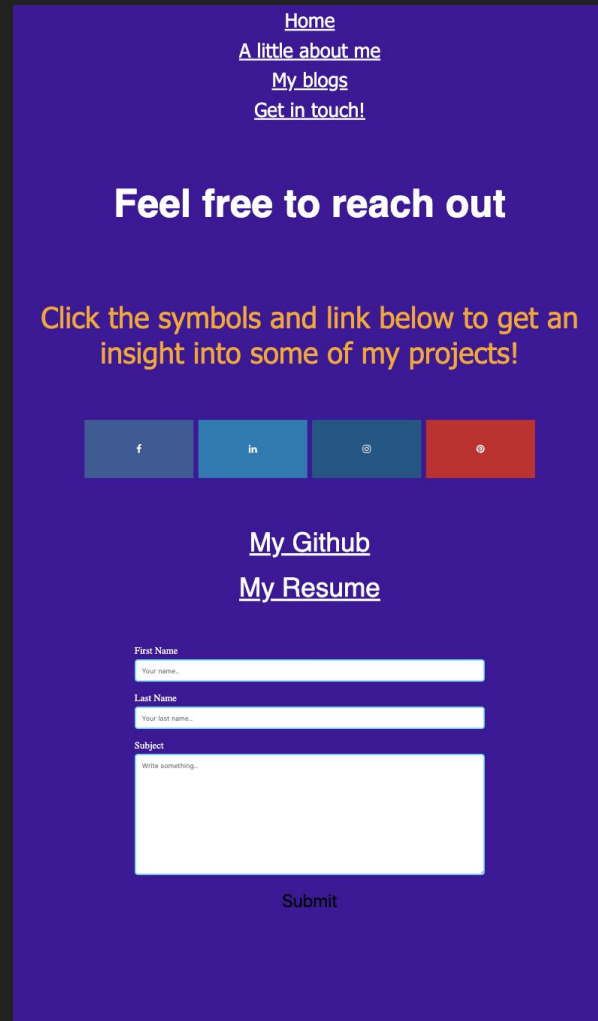 Home
A little about me
My blogs
Get in touch!
Feel free to reach out
Click the symbols and link below to get an
insight into some of my projects!
f in
My Github
My Resume
First Name
Your name..
Last Name
Your last name..
Subject
Write something..
Submit